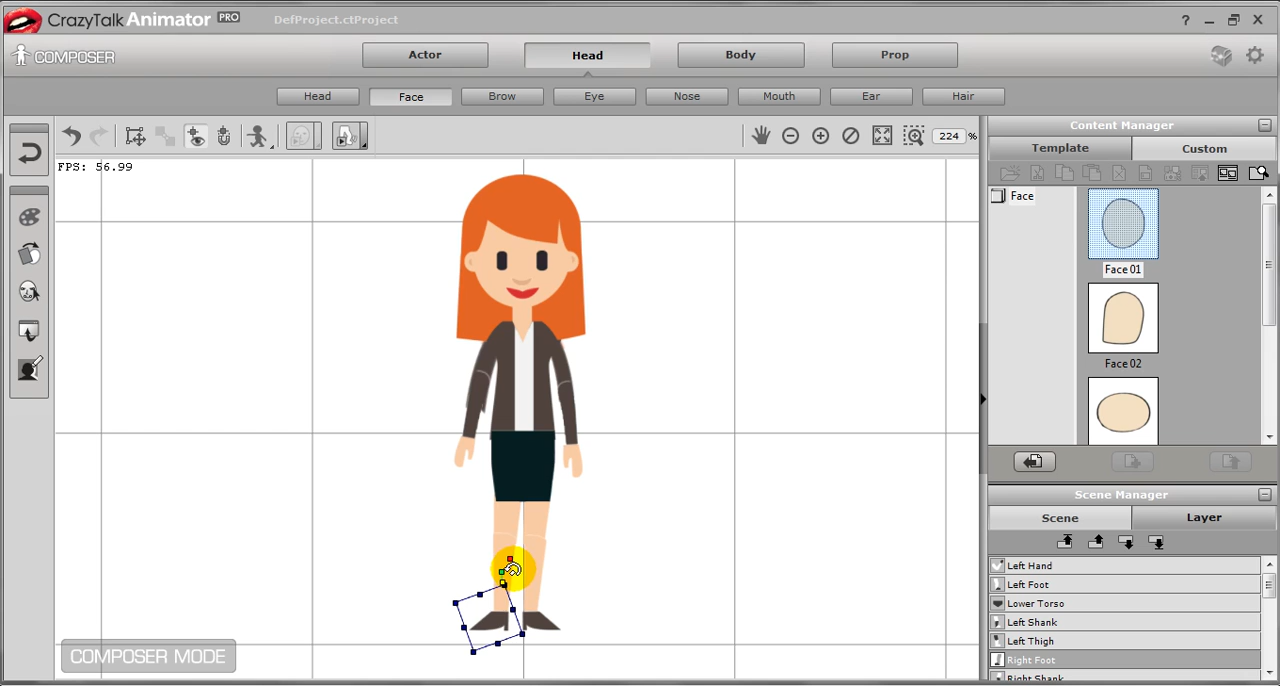 CrazyTalk Animator PRO DefProject.ctProject
COMPOSER Actor Head Body Prop
Head Face Brow Eye Nose Mouth Ear Hair
224 %
FPS: 56.99
Content Manager
Template Custom
Face
Face 01
Face 02
Scene Manager
Scene Layer
Left Hand
Left Foot
Lower Torso
Left Shank
Left Thigh
Right Foot
Right Shank
COMPOSER MODE